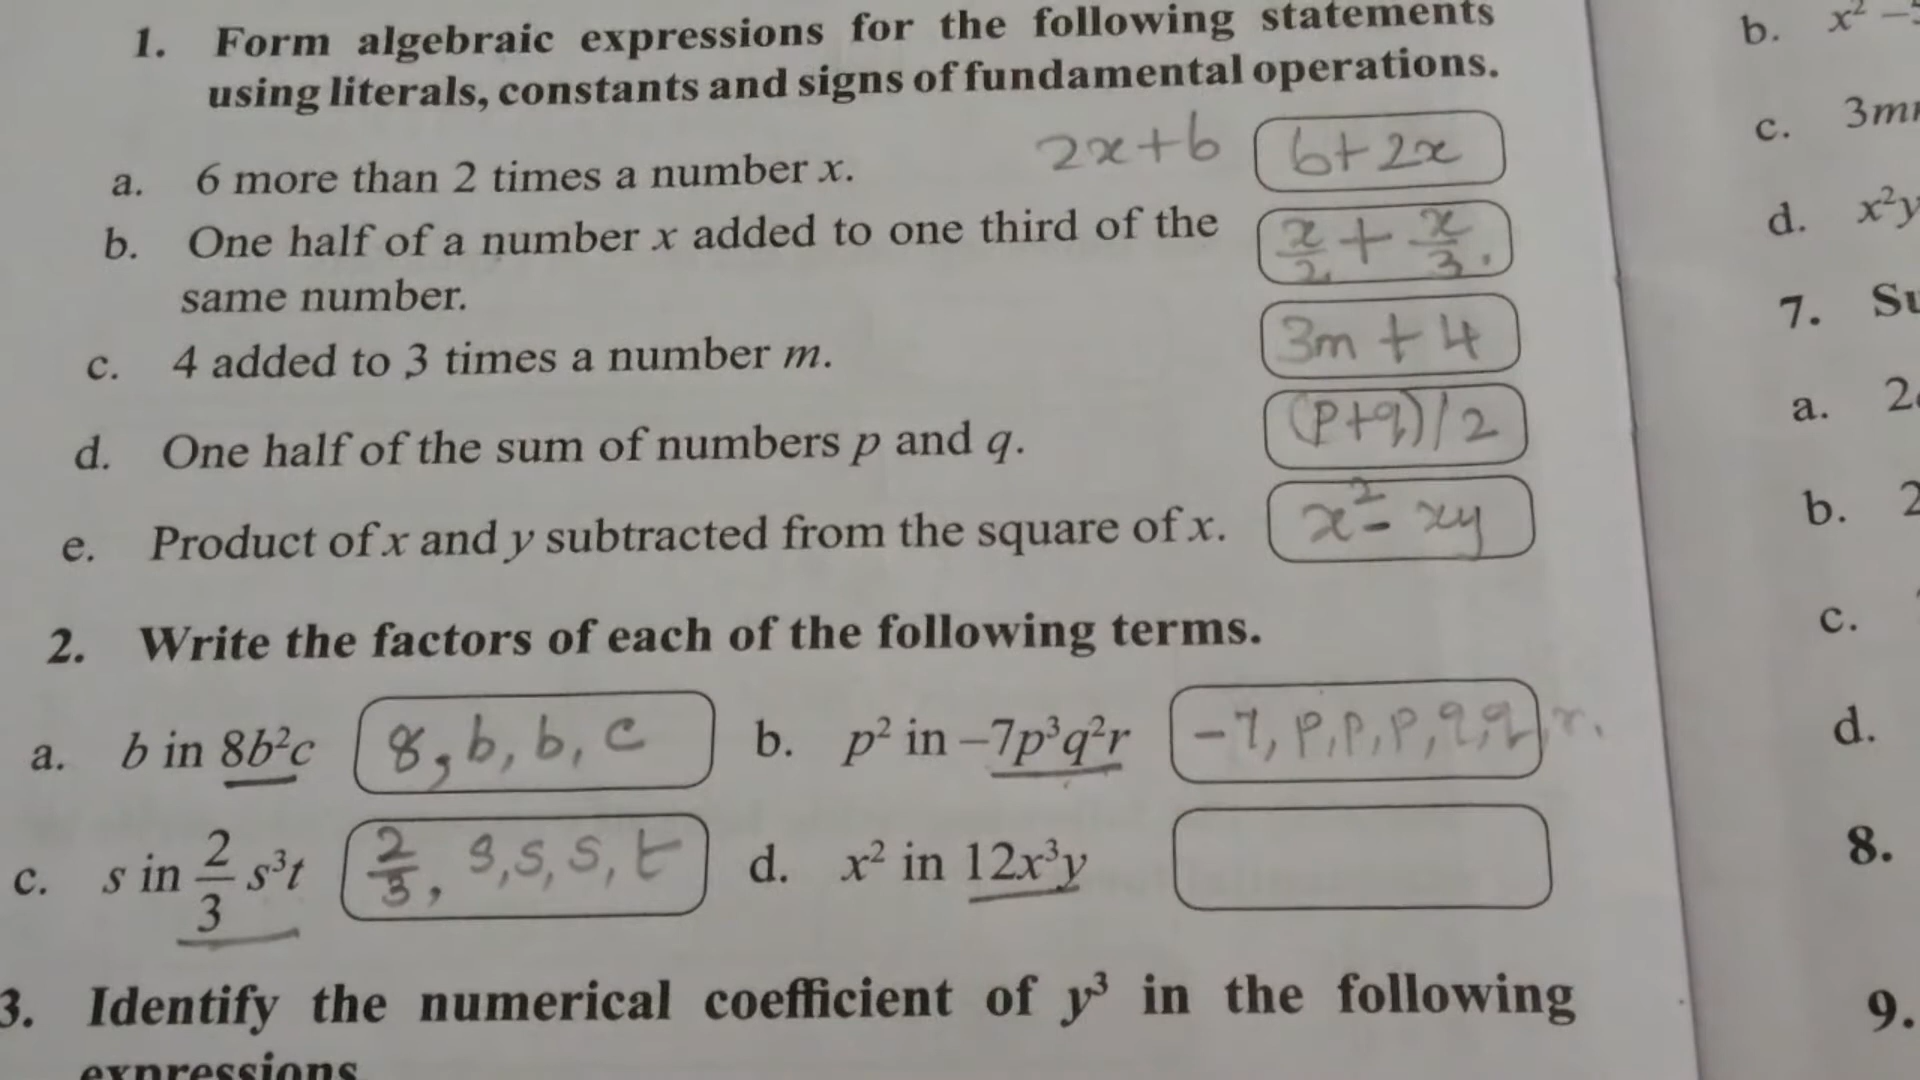 1. Form algebraic expressions for the following statements
using literals, constants and signs of fundamental operations.
a. 6 more than 2 times a number x. 2x+6 6+2x
b. One half of a number x added to one third of the
same number. x/2 + x/3.
c. 4 added to 3 times a number m. 3m + 4
d. One half of the sum of numbers p and q. (p+q)/2
e. Product of x and y subtracted from the square of x. x² - xy
2. Write the factors of each of the following terms.
a. b in 8b²c 8, b, b, c b. p² in –7p³q²r -7, p, p, p, q, q, r.
c. s in 2/3 s³t 2/3, s, s, s, t d. x² in 12x³y
3. Identify the numerical coefficient of y³ in the following
expressions
b. x² –
c.
d. x²y
7.
a.
b. 2
c.
d.
8.
9.